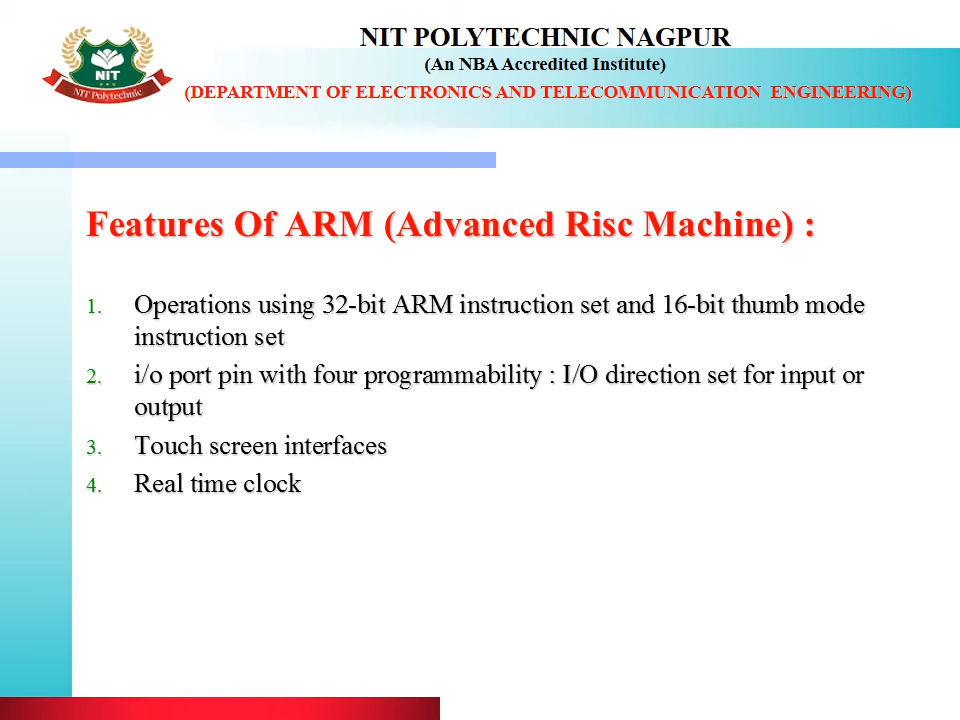 NIT POLYTECHNIC NAGPUR
(An NBA Accredited Institute)
(DEPARTMENT OF ELECTRONICS AND TELECOMMUNICATION ENGINEERING)
NIT
NIT Polytechnic
Features Of ARM (Advanced Risc Machine) :
1. Operations using 32-bit ARM instruction set and 16-bit thumb mode
instruction set
2. i/o port pin with four programmability : I/O direction set for input or
output
3. Touch screen interfaces
4. Real time clock